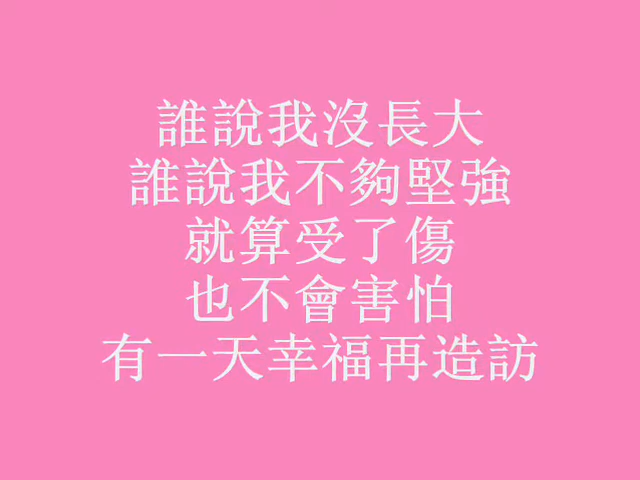 誰說我沒長大
誰說我不夠堅強
就算受了傷
也不會害怕
有一天幸福再造訪